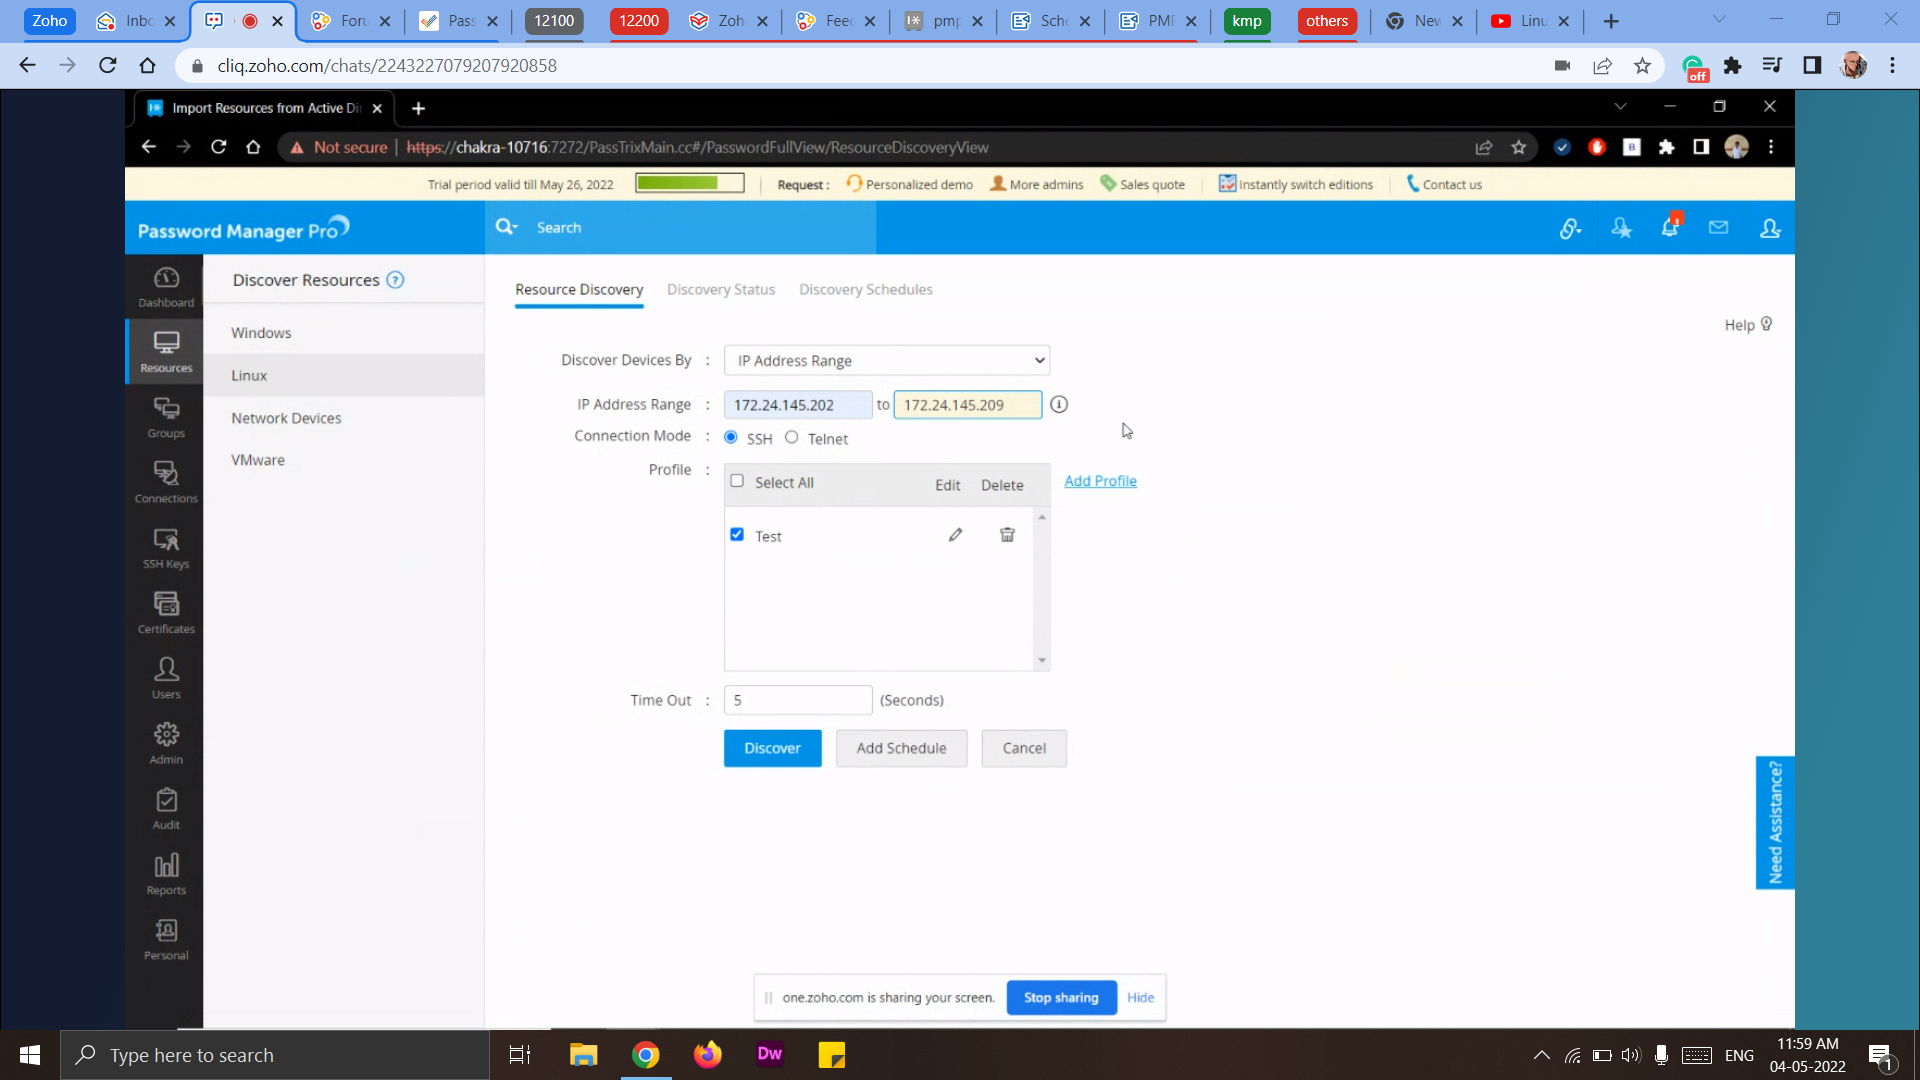 Zoho
Inbo
Foru
Pass
12100
12200
Zoh
Feec
pmp
Sche
PMF
kmp
others
New
Linu
cliq.zoho.com/chats/2243227079207920858
off
Import Resources from Active Di
Not secure | https://chakra-10716:7272/PassTrixMain.cc#/PasswordFullView/ResourceDiscoveryView
B
Trial period valid till May 26, 2022
Request :
Personalized demo
More admins
Sales quote
Instantly switch editions
Contact us
Password Manager Pro
Search
Dashboard
Resources
Groups
Connections
SSH Keys
Certificates
Users
Admin
Audit
Reports
Personal
Discover Resources ?
Windows
Linux
Network Devices
VMware
Resource Discovery
Discovery Status
Discovery Schedules
Help
Discover Devices By : IP Address Range
IP Address Range : 172.24.145.202 to 172.24.145.209
Connection Mode : SSH Telnet
Profile : Select All Edit Delete Add Profile
Test
Time Out : 5 (Seconds)
Discover
Add Schedule
Cancel
Need Assistance?
one.zoho.com is sharing your screen.
Stop sharing
Hide
Type here to search
Dw
ENG
11:59 AM
04-05-2022
1